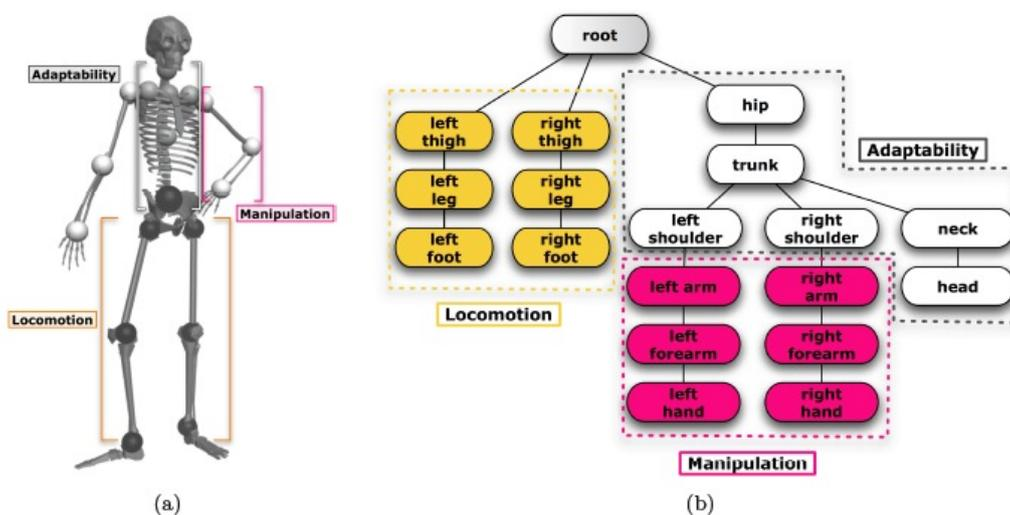 Adaptability
Manipulation
Locomotion
(a)
root
left
thigh
right
thigh
hip
left
leg
right
leg
trunk
Adaptability
left
foot
right
foot
left
shoulder
right
shoulder
neck
Locomotion
left arm
right
arm
head
left
forearm
right
forearm
left
hand
right
hand
Manipulation
(b)